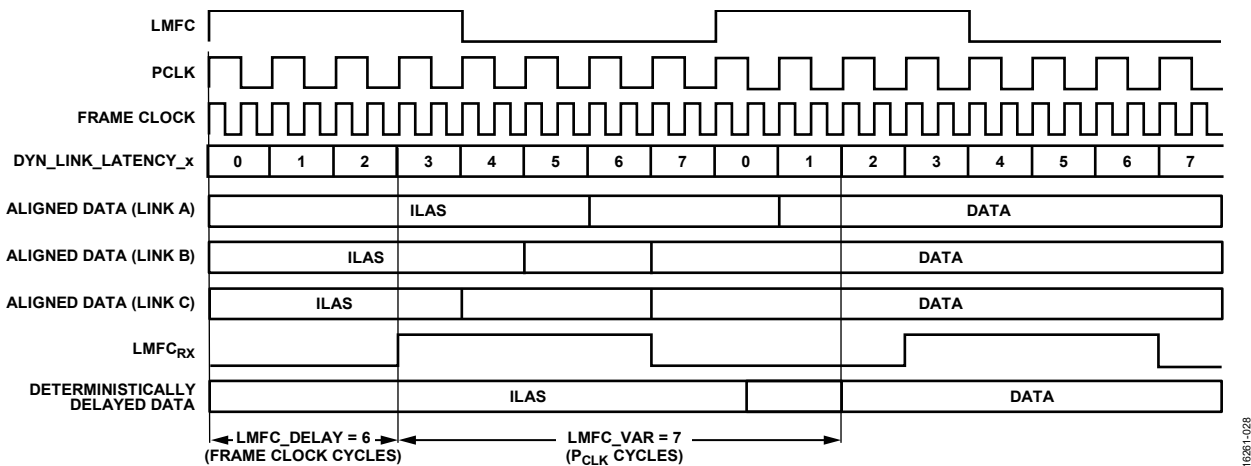 LMFC
PCLK
FRAME CLOCK
DYN_LINK_LATENCY_x 0 1 2 3 4 5 6 7 0 1 2 3 4 5 6 7
ALIGNED DATA (LINK A) ILAS DATA
ALIGNED DATA (LINK B) ILAS DATA
ALIGNED DATA (LINK C) ILAS DATA
LMFCRX
DETERMINISTICALLY
DELAYED DATA ILAS DATA
LMFC_DELAY = 6
(FRAME CLOCK CYCLES)
LMFC_VAR = 7
(PCLK CYCLES)
16261-028